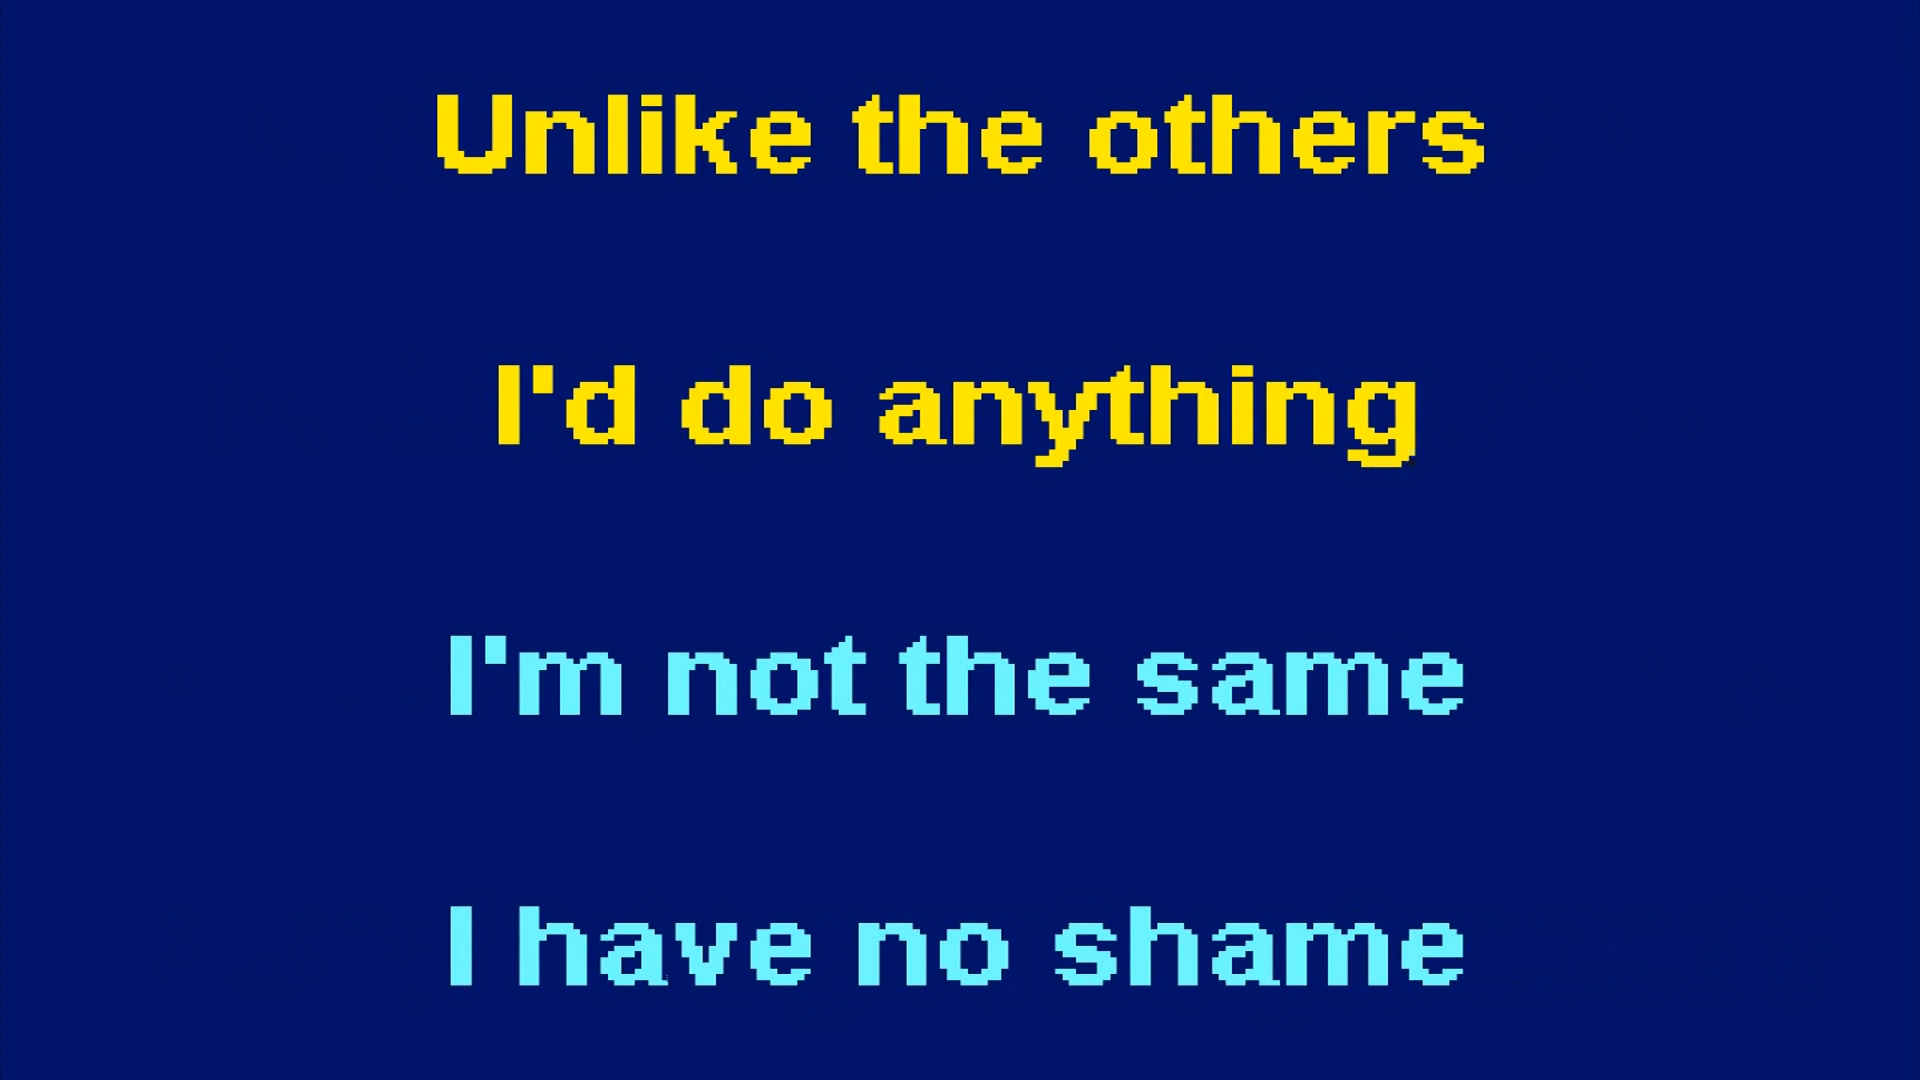 Unlike the others
I'd do anything
I'm not the same
I have no shame